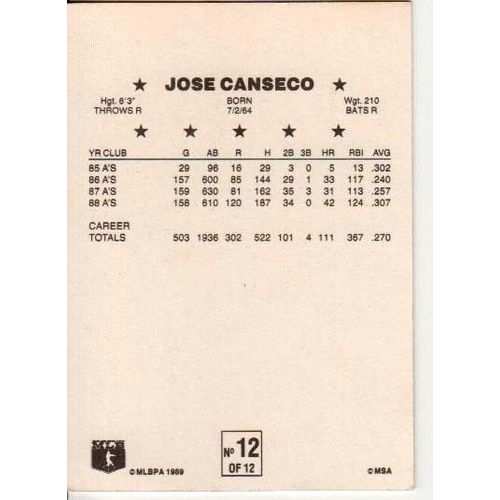 ★ JOSE CANSECO ★
Hgt. 6'3" BORN Wgt. 210
THROWS R 7/2/64 BATS R
★ ★ ★ ★ ★
YR CLUB G AB R H 2B 3B HR RBI AVG
85 A'S 29 96 16 29 3 0 5 13 .302
86 A'S 157 600 85 144 29 1 33 117 .240
87 A'S 159 630 81 162 35 3 31 113 .257
88 A'S 158 610 120 187 34 0 42 124 .307
CAREER
TOTALS 503 1936 302 522 101 4 111 367 .270
©MLBPA 1989
No 12
OF 12
©MSA